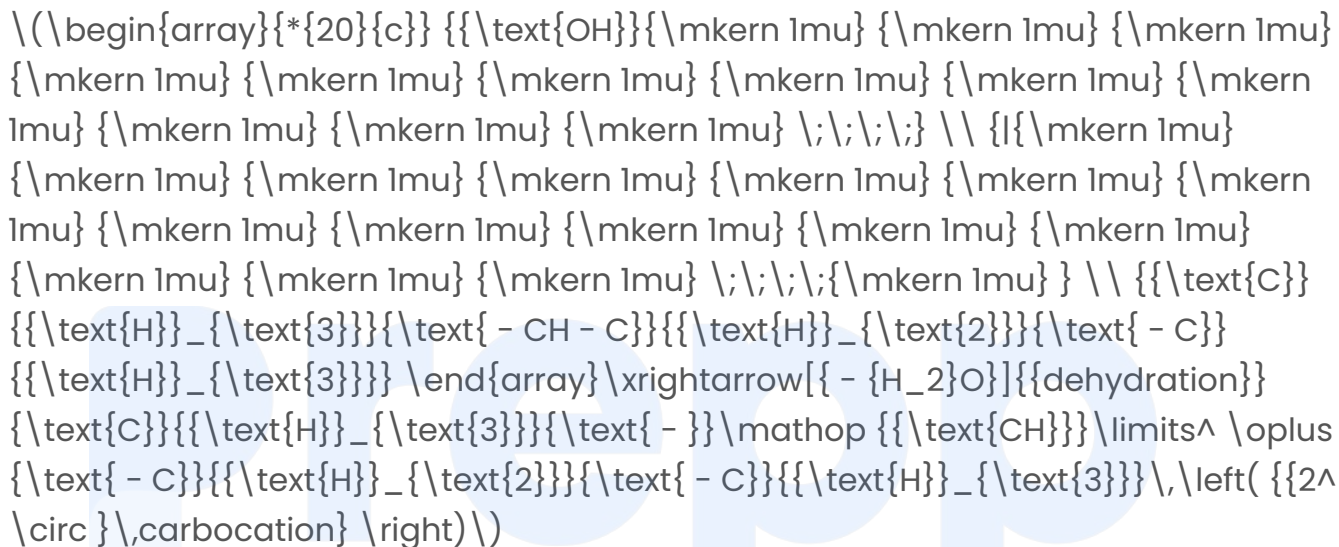 \(\begin{array}{*{20}{c}} {{\text{OH}}{\mkern 1mu} {\mkern 1mu} {\mkern 1mu}
{\mkern 1mu} {\mkern 1mu} {\mkern 1mu} {\mkern 1mu} {\mkern 1mu} {\mkern
1mu} {\mkern 1mu} {\mkern 1mu} {\mkern 1mu} \;\;\;\;} \\ {|{\mkern 1mu}
{\mkern 1mu} {\mkern 1mu} {\mkern 1mu} {\mkern 1mu} {\mkern 1mu} {\mkern
1mu} {\mkern 1mu} {\mkern 1mu} {\mkern 1mu} {\mkern 1mu} {\mkern 1mu}
{\mkern 1mu} {\mkern 1mu} {\mkern 1mu} \;\;\;\;{\mkern 1mu} } \\ {{\text{C}}
{{\text{H}}_{\text{3}}}{\text{ - CH - C}}{{\text{H}}_{\text{2}}}{\text{ - C}}
{{\text{H}}_{\text{3}}}} \end{array}\xrightarrow[{ - {H_2}O}]{{dehydration}}
{\text{C}}{{\text{H}}_{\text{3}}}{\text{ - }}\mathop {{\text{CH}}}\limits^ \oplus
{\text{ - C}}{{\text{H}}_{\text{2}}}{\text{ - C}}{{\text{H}}_{\text{3}}}\,\left( {{2^
\circ }\,carbocation} \right)\)
Prepp